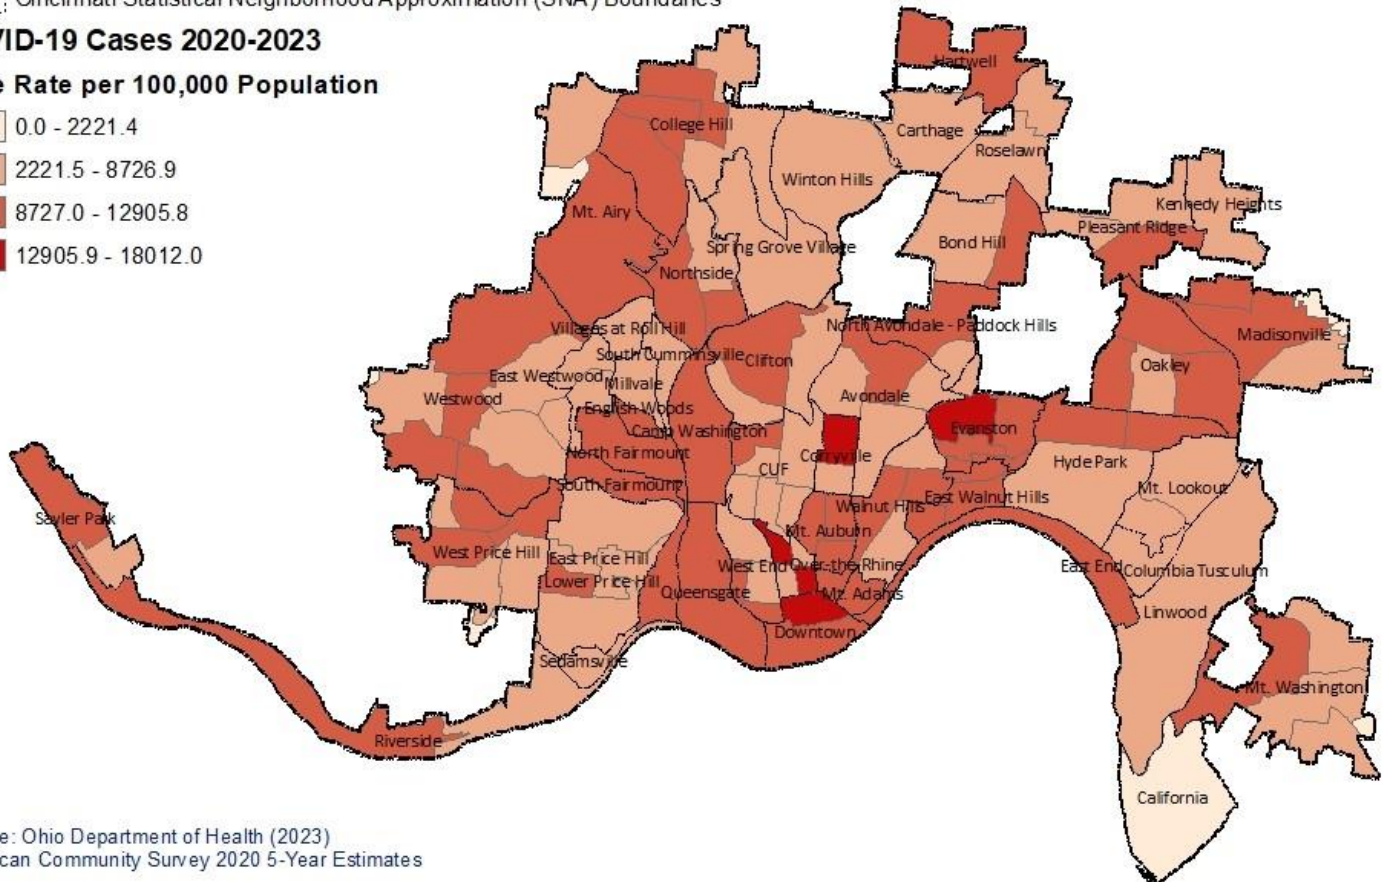 Cincinnati Statistical Neighborhood Approximation (SNA) Boundaries
VID-19 Cases 2020-2023
e Rate per 100,000 Population
0.0 - 2221.4
2221.5 - 8726.9
8727.0 - 12905.8
12905.9 - 18012.0
Hartwell
College Hill
Carthage
Roselawn
Winton Hills
Mt. Airy
Kennedy Heights
Pleasant Ridge
Spring Grove Village
Bond Hill
Northside
Villages at Roll Hill
North Avondale - Paddock Hills
Madisonville
South Cumminsville
Clifton
Oakley
East Westwood
Millvale
Westwood
Avondale
English Woods
Camp Washington
Evanston
North Fairmount
Corryville
CUF
Hyde Park
South Fairmount
Mt. Lookout
East Walnut Hills
Walnut Hills
Sayler Park
Mt. Auburn
West Price Hill
East Price Hill
West End
Over-the-Rhine
East End
Columbia Tusculum
Lower Price Hill
Queensgate
Mt. Adams
Linwood
Downtown
Sedamsville
Mt. Washington
Riverside
California
e: Ohio Department of Health (2023)
can Community Survey 2020 5-Year Estimates